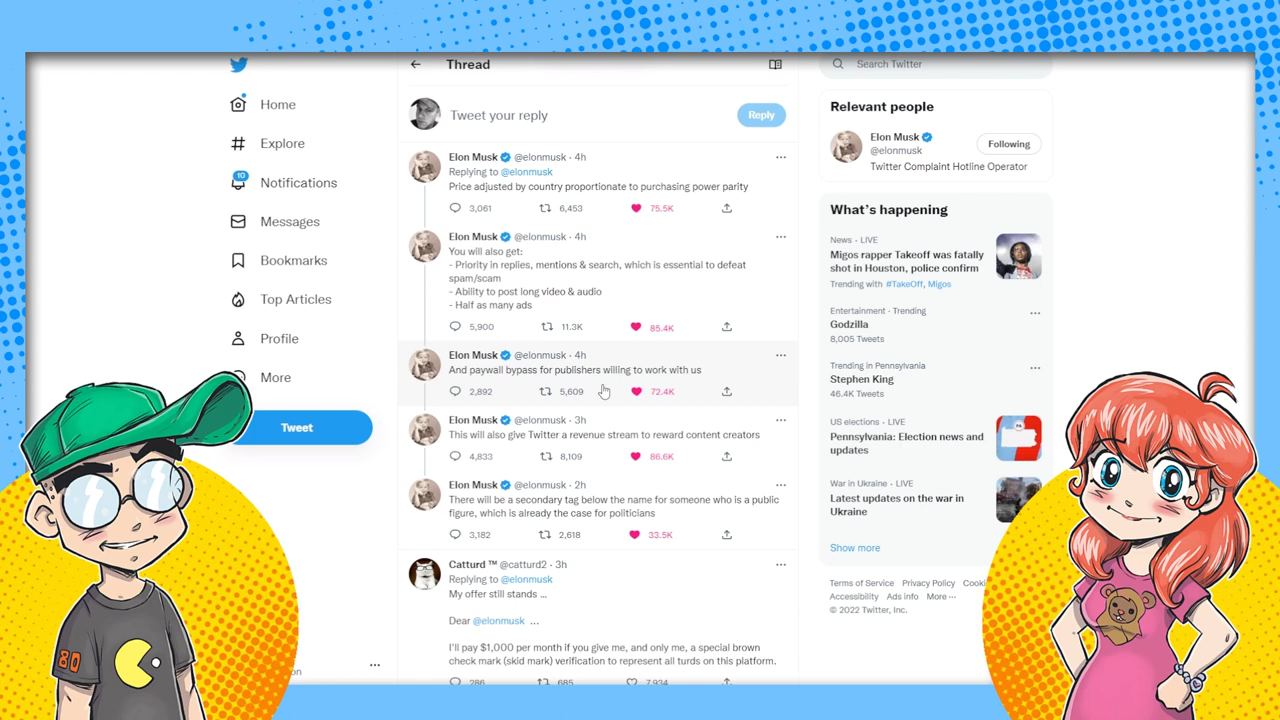 Thread
Search Twitter
Home
Explore
10
Notifications
Messages
Bookmarks
Top Articles
Profile
More
Tweet
Tweet your reply
Reply
Elon Musk @elonmusk · 4h
Replying to @elonmusk
Price adjusted by country proportionate to purchasing power parity
3,061 6,453 75.5K
Elon Musk @elonmusk · 4h
You will also get:
- Priority in replies, mentions & search, which is essential to defeat
spam/scam
- Ability to post long video & audio
- Half as many ads
5,900 11.3K 85.4K
Elon Musk @elonmusk · 4h
And paywall bypass for publishers willing to work with us
2,892 5,609 72.4K
Elon Musk @elonmusk · 3h
This will also give Twitter a revenue stream to reward content creators
4,833 8,109 86.6K
Elon Musk @elonmusk · 2h
There will be a secondary tag below the name for someone who is a public
figure, which is already the case for politicians
3,182 2,618 33.5K
Catturd ™ @catturd2 · 3h
Replying to @elonmusk
My offer still stands ...
Dear @elonmusk ...
I'll pay $1,000 per month if you give me, and only me, a special brown
check mark (skid mark) verification to represent all turds on this platform.
286 685 7,934
Relevant people
Elon Musk
@elonmusk
Following
Twitter Complaint Hotline Operator
What's happening
News · LIVE
Migos rapper Takeoff was fatally
shot in Houston, police confirm
Trending with #TakeOff, Migos
Entertainment · Trending
Godzilla
8,005 Tweets
Trending in Pennsylvania
Stephen King
46.4K Tweets
US elections · LIVE
Pennsylvania: Election news and
updates
War in Ukraine · LIVE
Latest updates on the war in
Ukraine
Show more
Terms of Service Privacy Policy Cooki
Accessibility Ads info More ...
© 2022 Twitter, Inc.
80
on